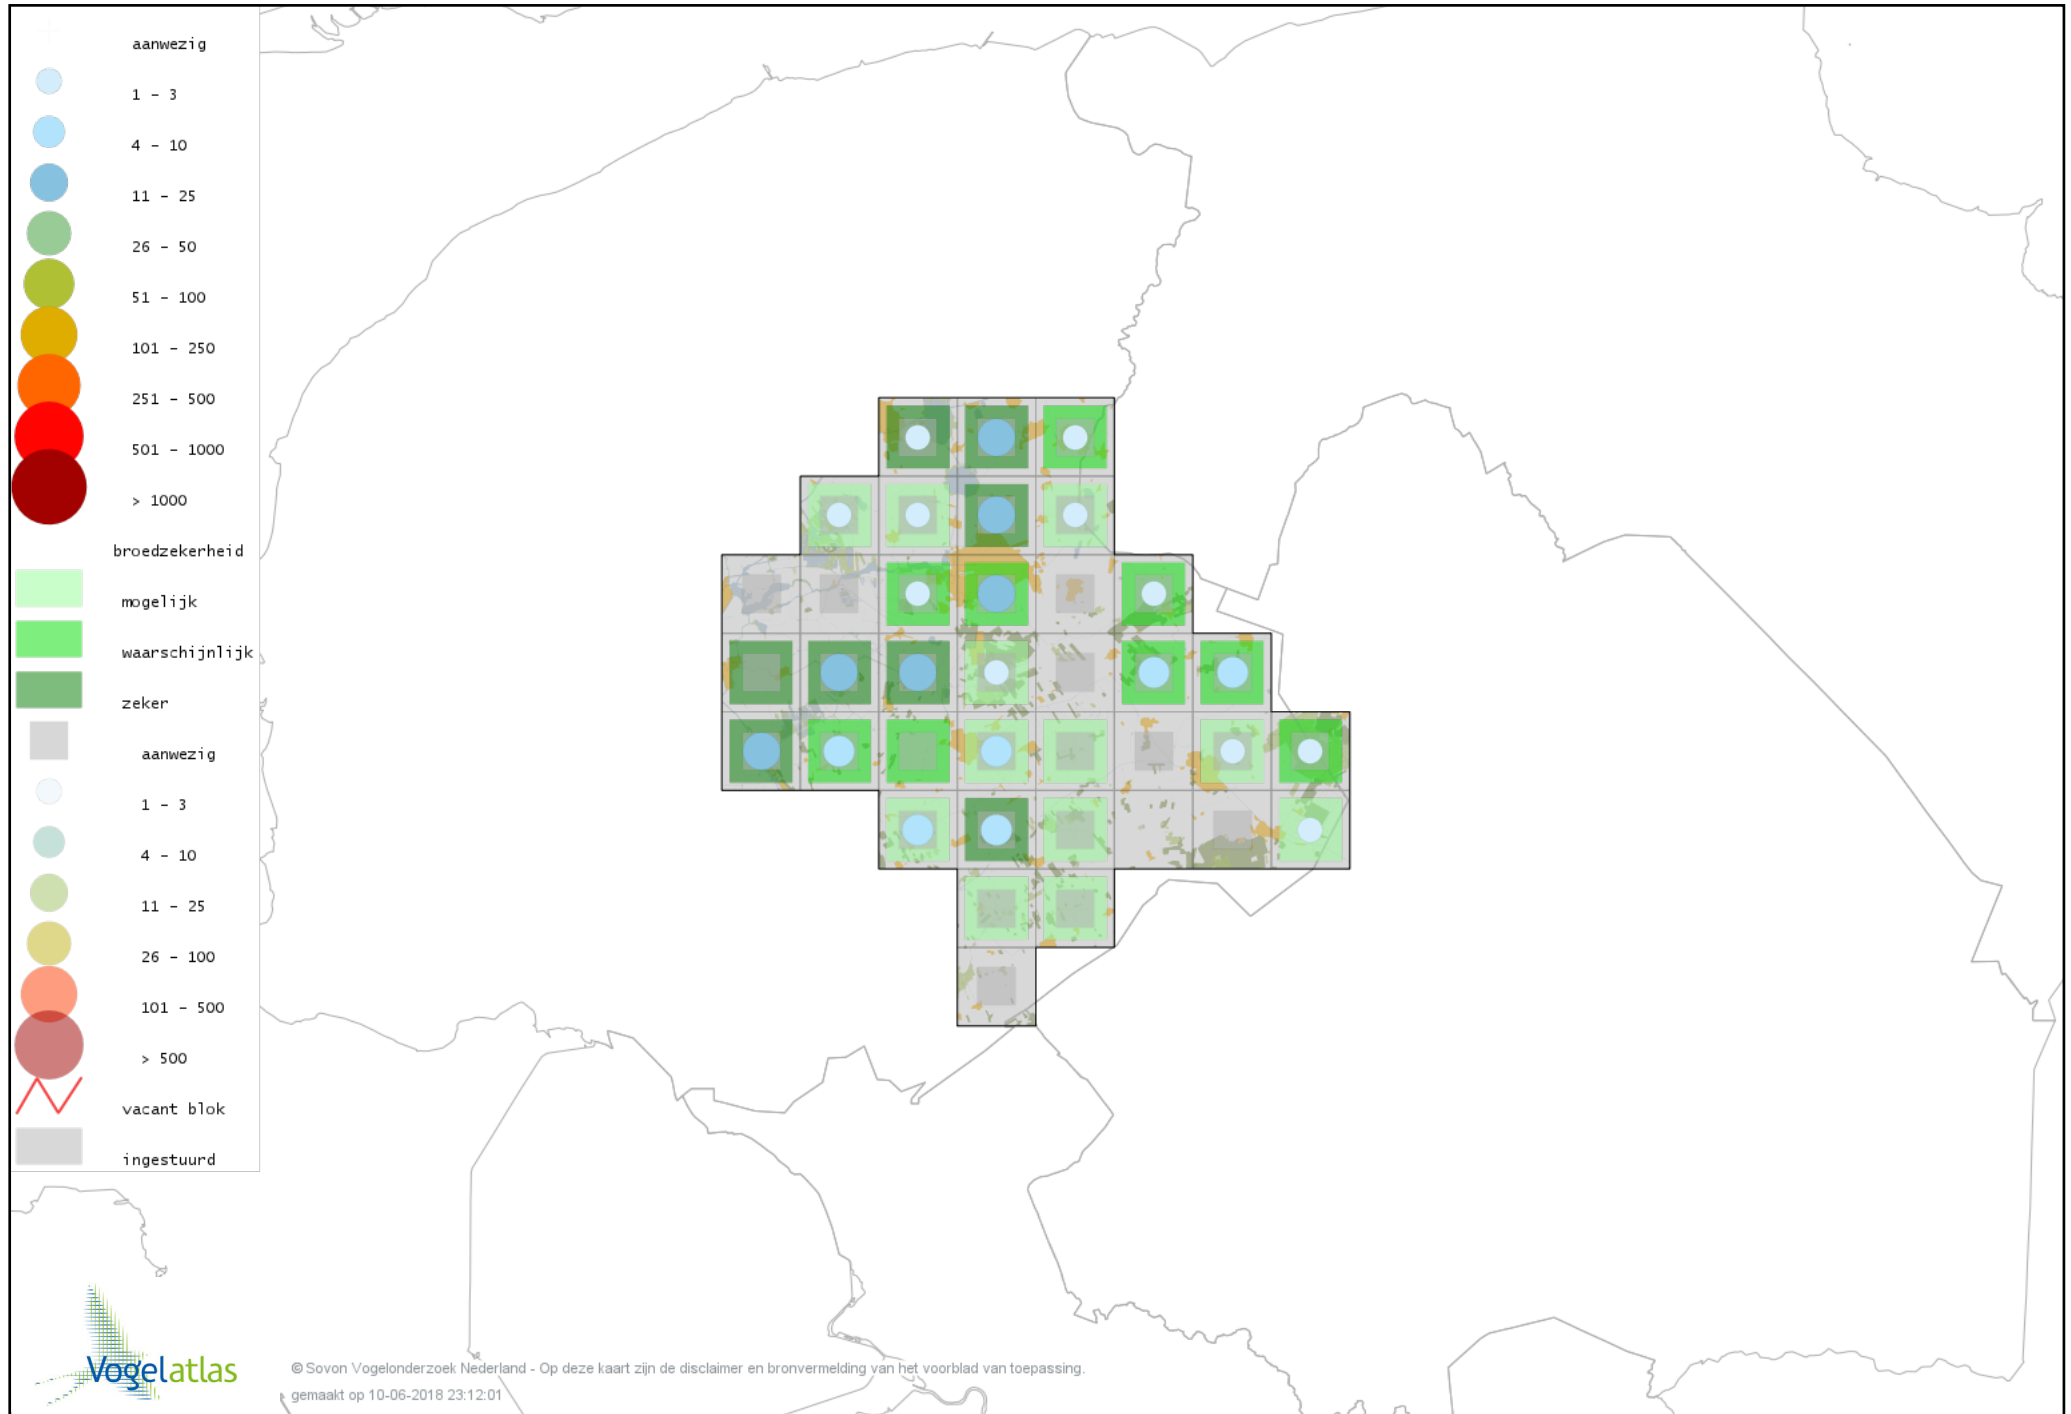 aanwezig
1 - 3
4 - 10
11 - 25
26 - 50
51 - 100
101 - 250
251 - 500
501 - 1000
> 1000
broedzekerheid
mogelijk
waarschijnlijk
zeker
aanwezig
1 - 3
4 - 10
11 - 25
26 - 100
101 - 500
> 500
vacant blok
ingestuurd
Vogelatlas
© Sovon Vogelonderzoek Nederland - Op deze kaart zijn de disclaimer en bronvermelding van het voorblad van toepassing.
gemaakt op 10-06-2018 23:12:01